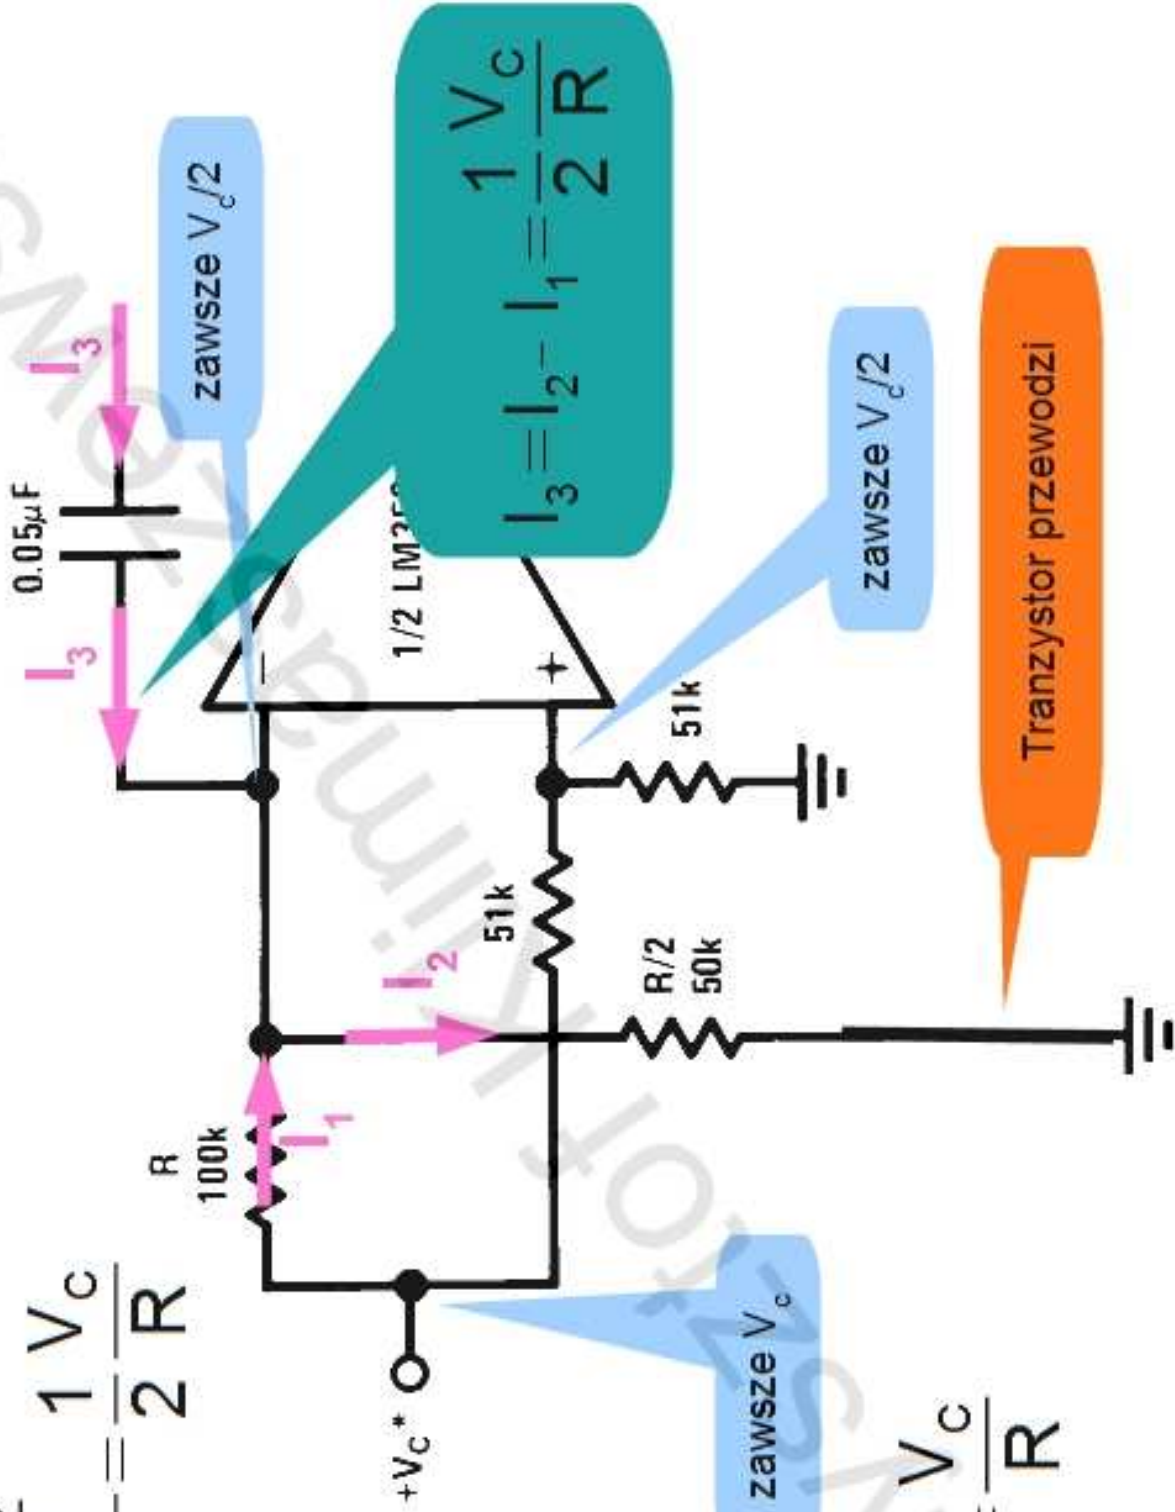 = 1/2 V_C/R
+V_C*
zawsze V_c
V_C/R
R
100k
I_1
I_2
51k
R/2
50k
51k
0.05µF
I_3
I_3
zawsze V_c/2
1/2 LM35
−
+
I_3 = I_2 − I_1 = 1/2 V_C/R
zawsze V_c/2
Tranzystor przewodzi